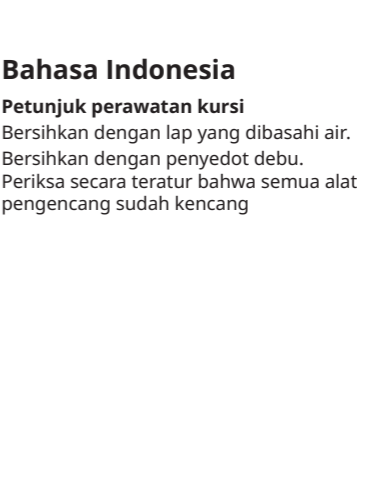 Bahasa Indonesia
Petunjuk perawatan kursi
Bersihkan dengan lap yang dibasahi air.
Bersihkan dengan penyedot debu.
Periksa secara teratur bahwa semua alat
pengencang sudah kencang